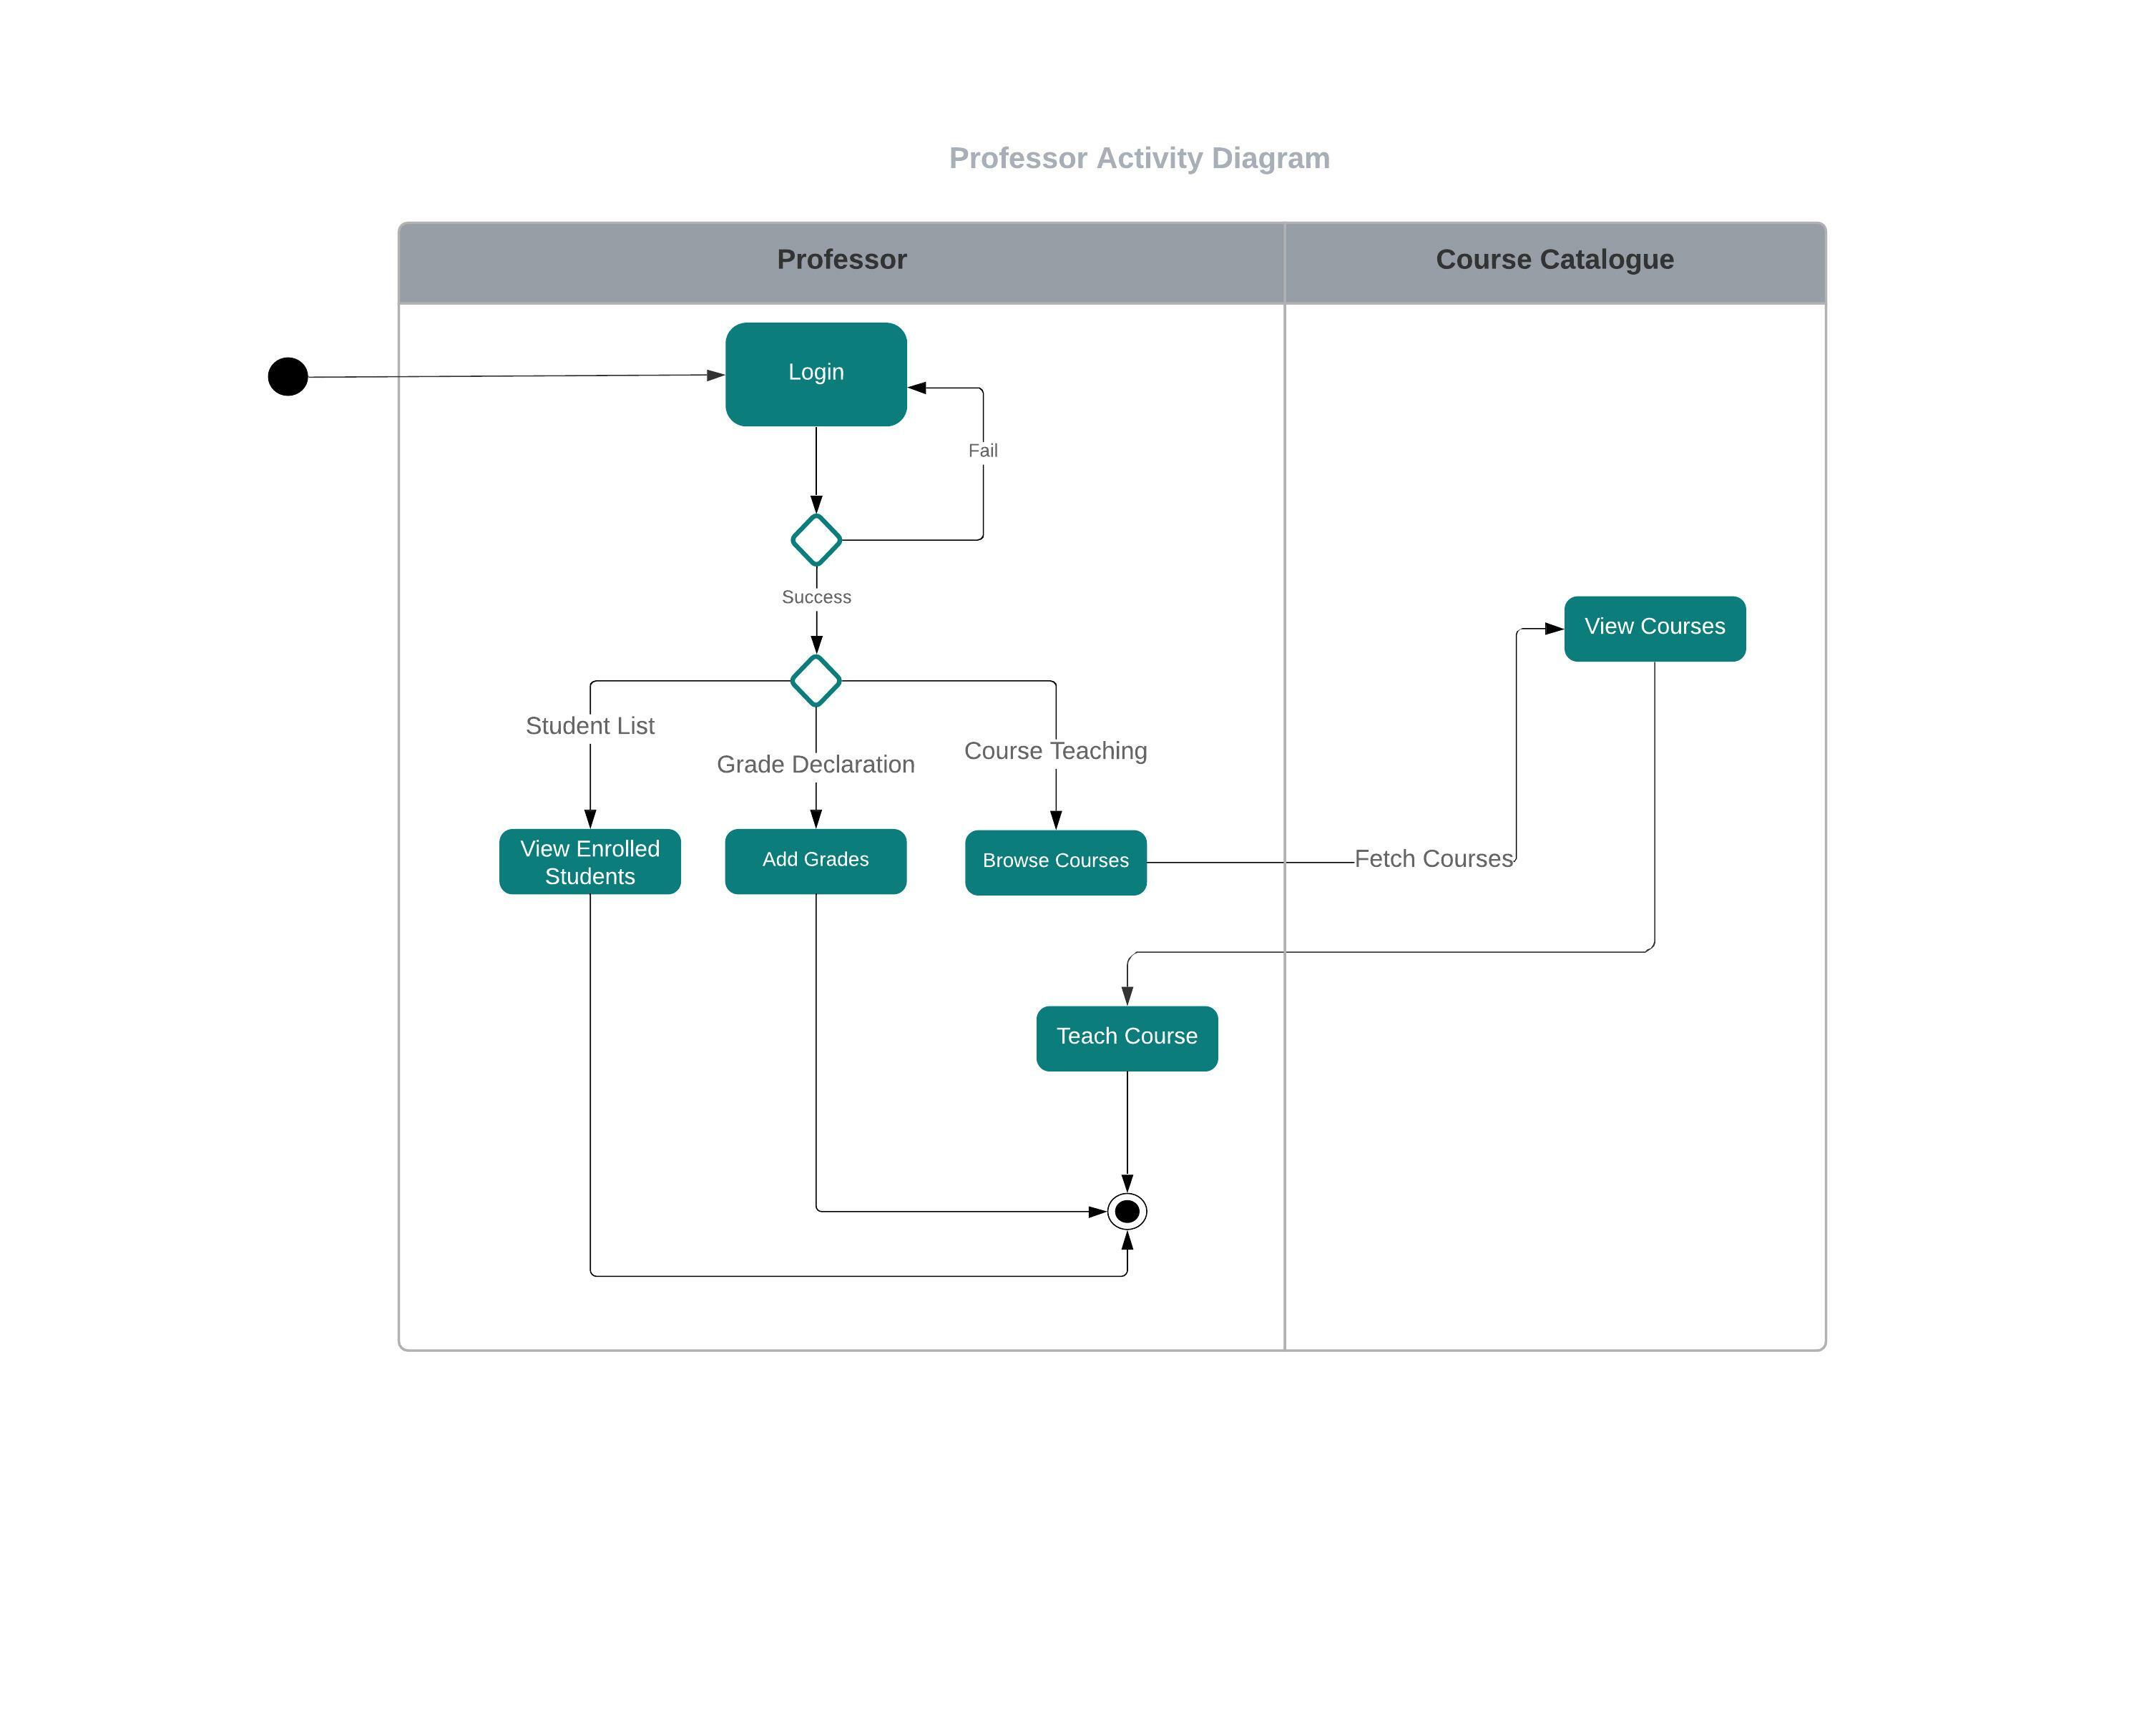 Professor Activity Diagram
Professor
Course Catalogue
Login
Fail
Success
View Courses
Student List
Grade Declaration
Course Teaching
View Enrolled
Students
Add Grades
Browse Courses
Fetch Courses
Teach Course